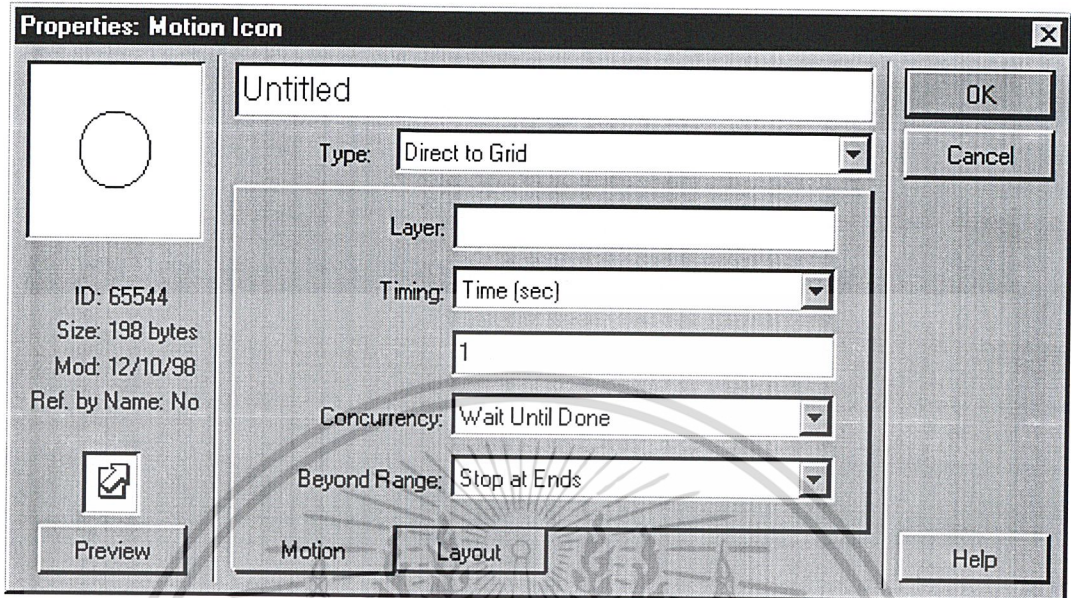 Properties: Motion Icon
Untitled
OK
Type: Direct to Grid
Cancel
Layer:
ID: 65544
Timing: Time (sec)
Size: 198 bytes
Mod: 12/10/98
1
Ref. by Name: No
Concurrency: Wait Until Done
Beyond Range: Stop at Ends
Preview
Motion
Layout
Help